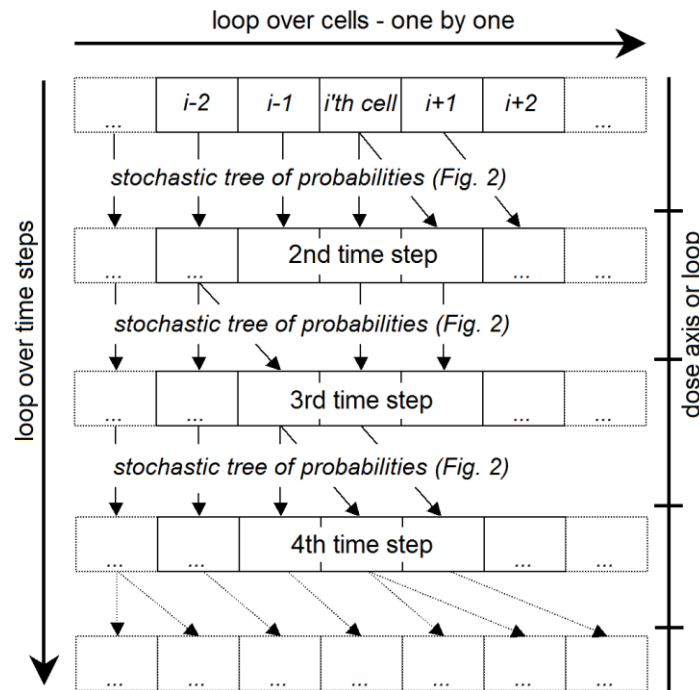 loop over cells - one by one
... i-2 i-1 i'th cell i+1 i+2 ...
stochastic tree of probabilities (Fig. 2)
... ... 2nd time step ... ...
stochastic tree of probabilities (Fig. 2)
... ... 3rd time step ... ...
stochastic tree of probabilities (Fig. 2)
... ... 4th time step ... ...
... ... ... ... ... ... ...
loop over time steps
dose axis or loop